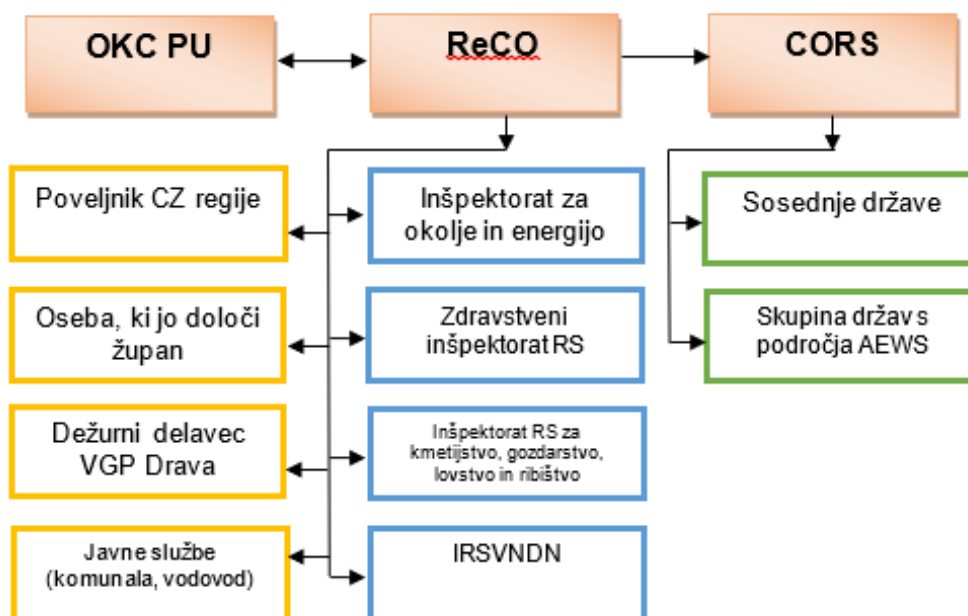 OKC PU
ReCO
CORS
Poveljnik CZ regije
Inšpektorat za
okolje in energijo
Sosednje države
Oseba, ki jo določi
župan
Zdravstveni
inšpektorat RS
Skupina držav s
področja AEWS
Dežurni delavec
VGP Drava
Inšpektorat RS za
kmetijstvo, gozdarstvo,
lovstvo in ribištvo
Javne službe
(komunala, vodovod)
IRSVNDN